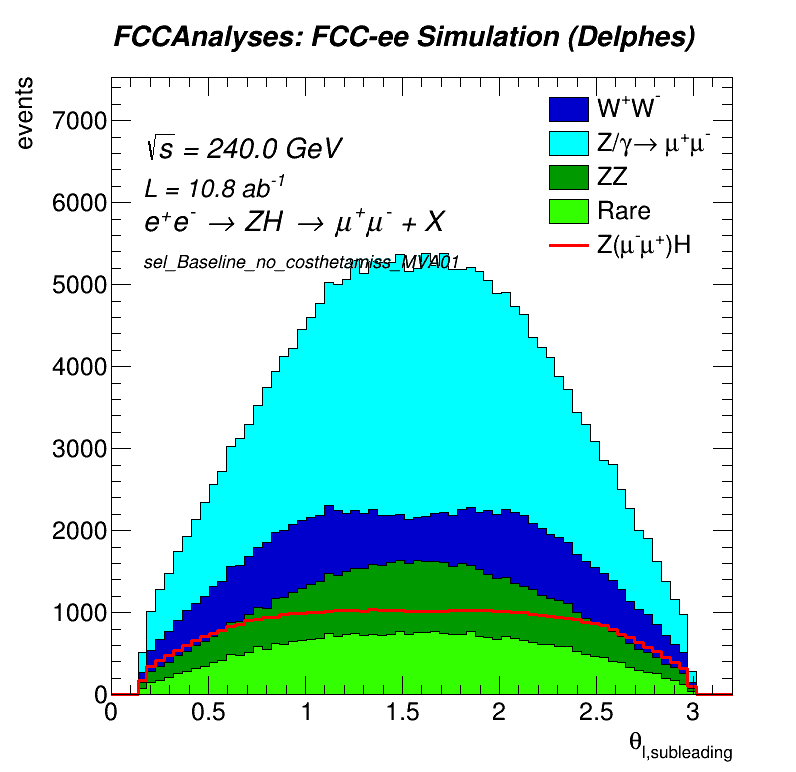 FCCAnalyses: FCC-ee Simulation (Delphes)
events
7000
6000
5000
4000
3000
2000
1000
0
√s = 240.0 GeV
L = 10.8 ab⁻¹
e⁺e⁻ → ZH → μ⁺μ⁻ + X
sel_Baseline_no_costhetamiss_MVA01
W⁺W⁻
Z/γ→ μ⁺μ⁻
ZZ
Rare
Z(μ⁻μ⁺)H
0 0.5 1 1.5 2 2.5 3
θl,subleading